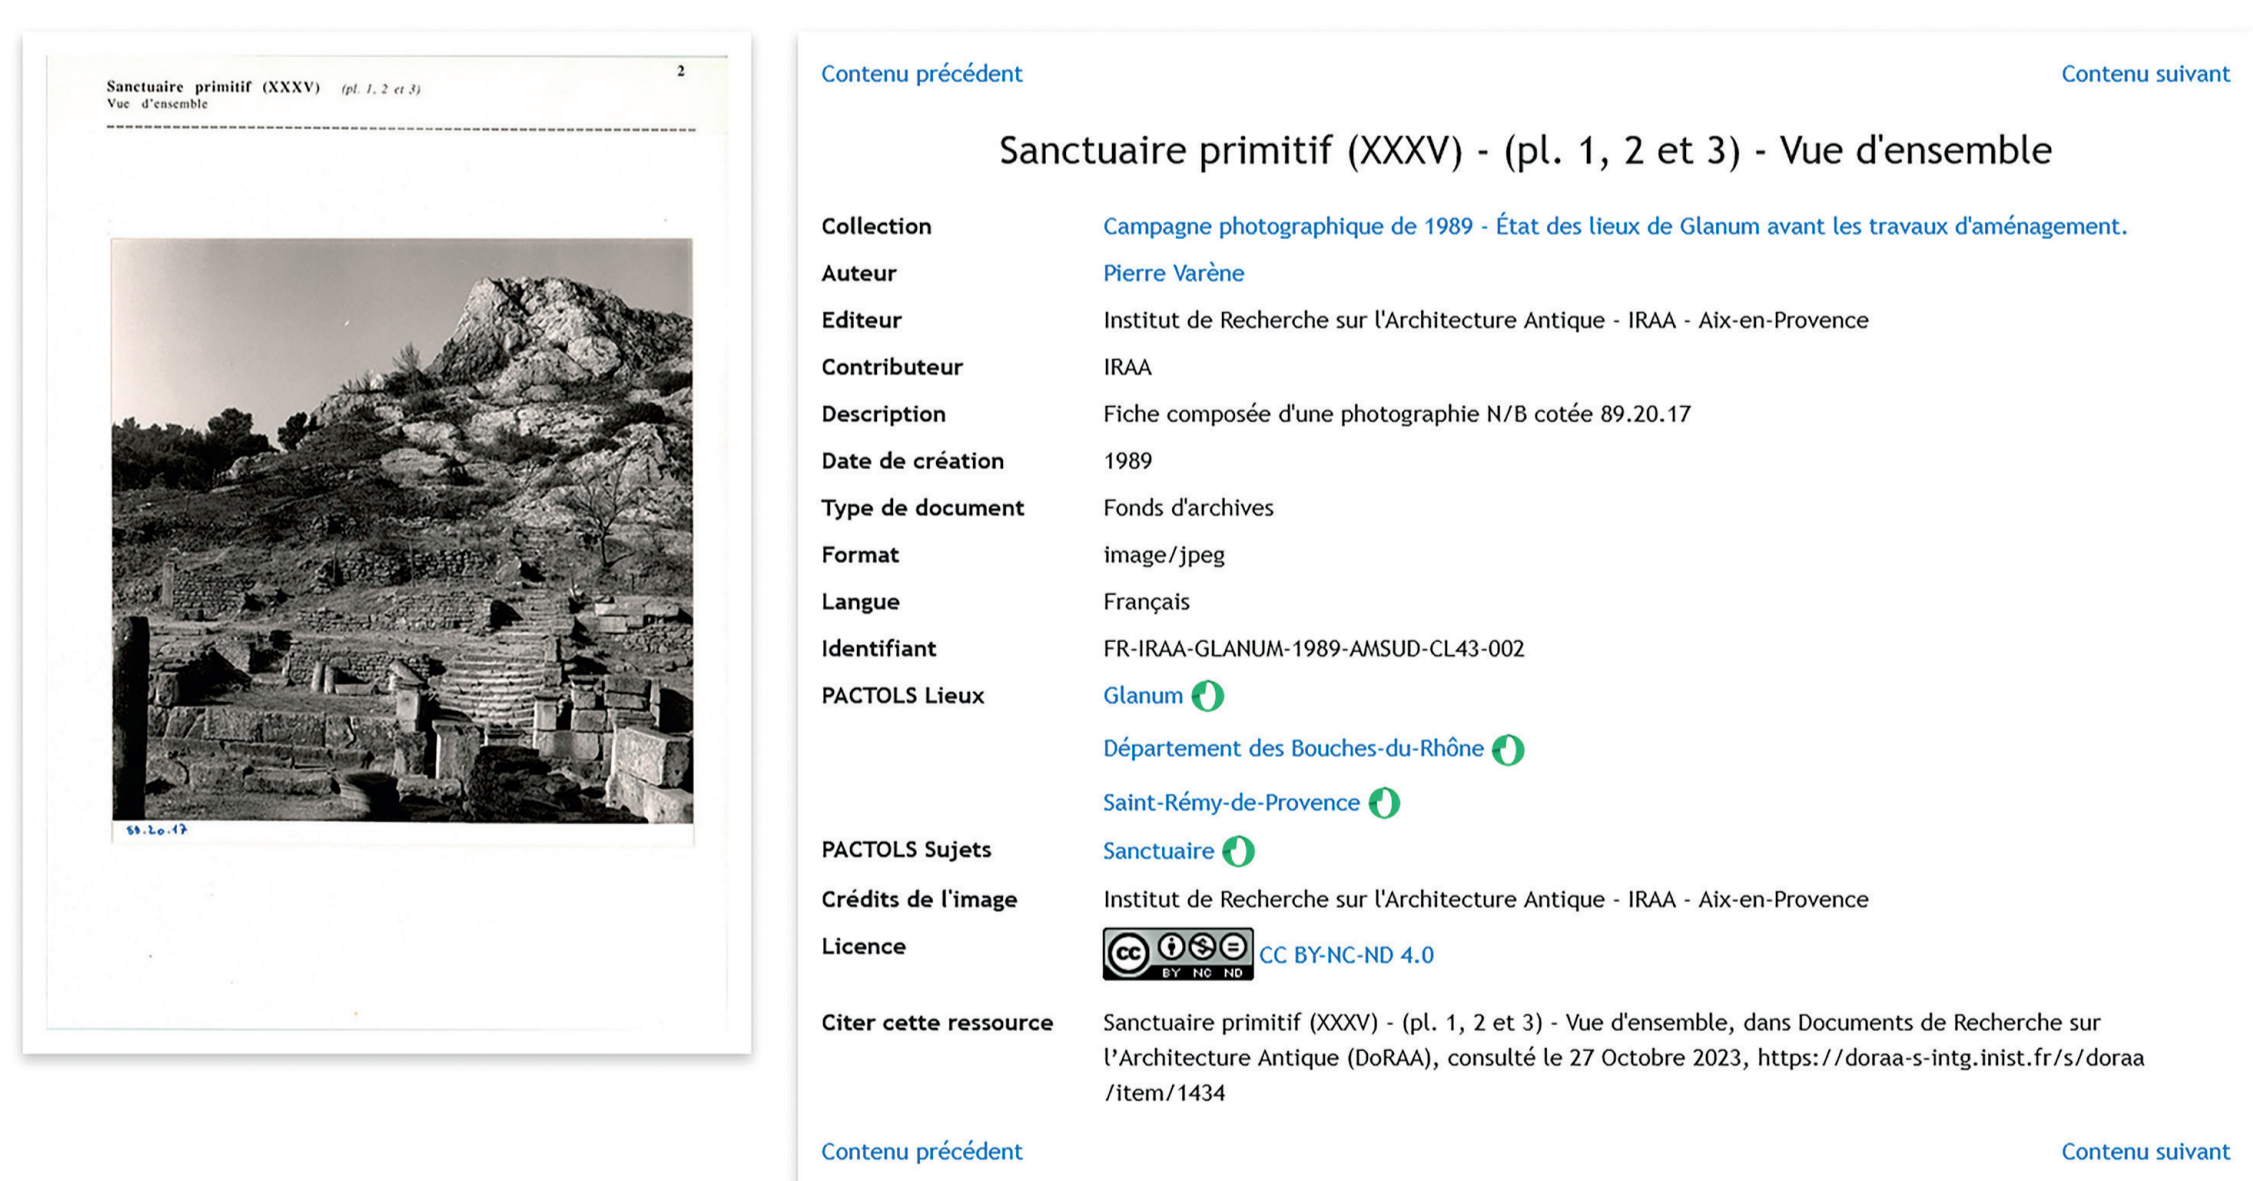 Sanctuaire primitif (XXXV) (pl. 1, 2 et 3)
2
Vue d'ensemble
89.20.17
Contenu précédent
Contenu suivant
Sanctuaire primitif (XXXV) - (pl. 1, 2 et 3) - Vue d'ensemble
Collection Campagne photographique de 1989 - État des lieux de Glanum avant les travaux d'aménagement.
Auteur Pierre Varène
Editeur Institut de Recherche sur l'Architecture Antique - IRAA - Aix-en-Provence
Contributeur IRAA
Description Fiche composée d'une photographie N/B cotée 89.20.17
Date de création 1989
Type de document Fonds d'archives
Format image/jpeg
Langue Français
Identifiant FR-IRAA-GLANUM-1989-AMSUD-CL43-002
PACTOLS Lieux Glanum
Département des Bouches-du-Rhône
Saint-Rémy-de-Provence
PACTOLS Sujets Sanctuaire
Crédits de l'image Institut de Recherche sur l'Architecture Antique - IRAA - Aix-en-Provence
Licence cc BY NC ND CC BY-NC-ND 4.0
Citer cette ressource Sanctuaire primitif (XXXV) - (pl. 1, 2 et 3) - Vue d'ensemble, dans Documents de Recherche sur
l’Architecture Antique (DoRAA), consulté le 27 Octobre 2023, https://doraa-s-intg.inist.fr/s/doraa
/item/1434
Contenu précédent
Contenu suivant